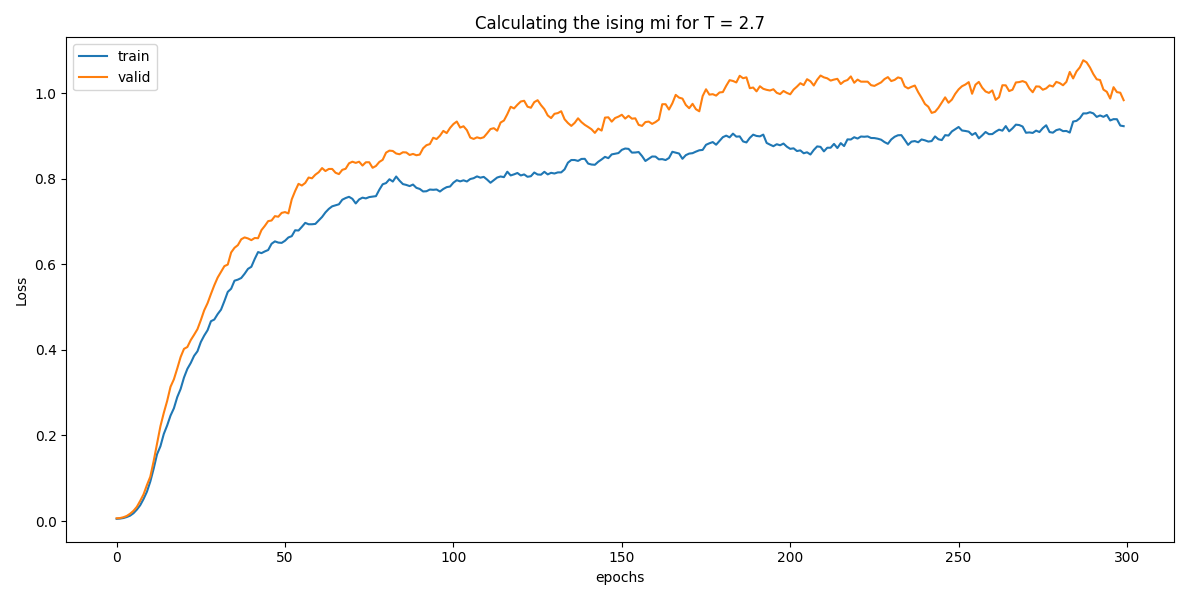 Calculating the ising mi for T = 2.7
train
valid
Loss
1.0
0.8
0.6
0.4
0.2
0.0
0 50 100 150 200 250 300
epochs